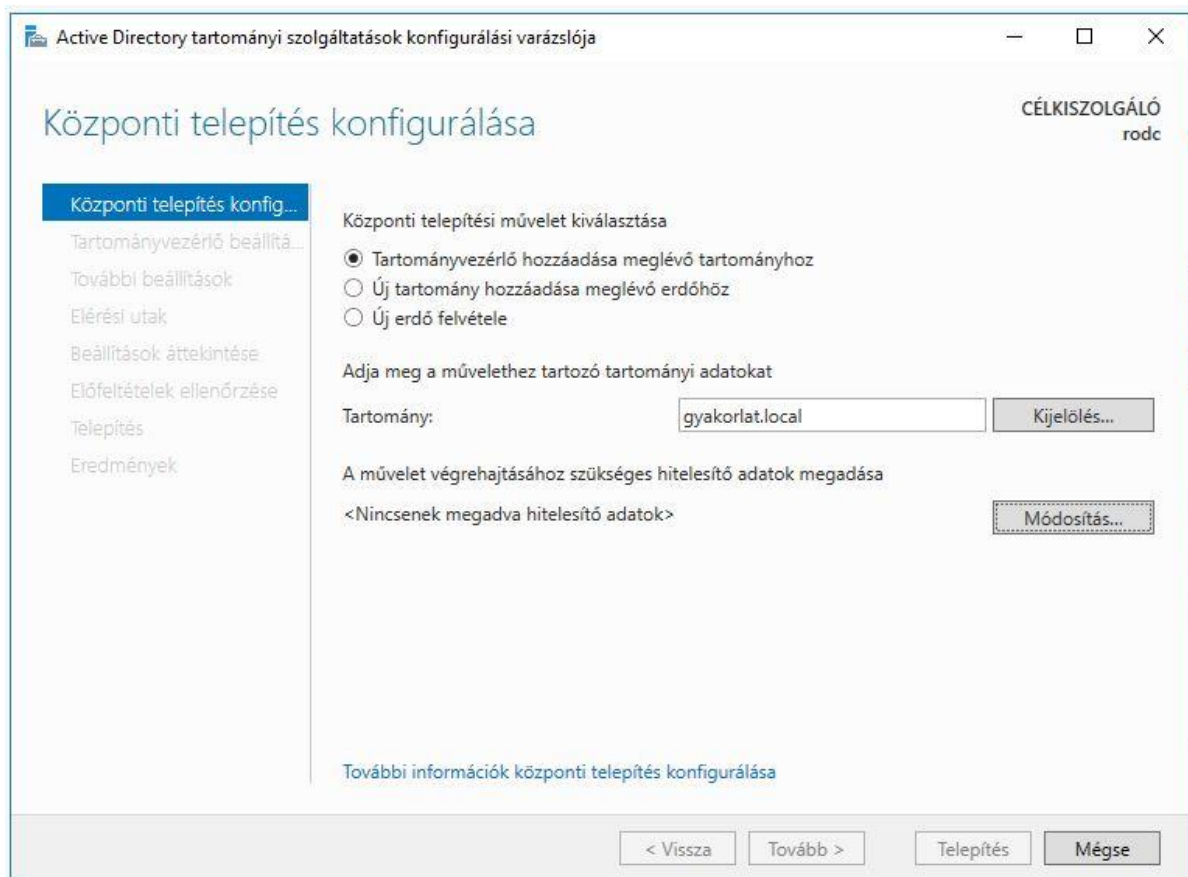 Active Directory tartományi szolgáltatások konfigurálási varázslója
Központi telepítés konfigurálása
CÉLKISZOLGÁLÓ
rodc
Központi telepítés konfig...
Tartományvezérlő beállítá...
További beállítások
Elérési utak
Beállítások áttekintése
Előfeltételek ellenőrzése
Telepítés
Eredmények
Központi telepítési művelet kiválasztása
Tartományvezérlő hozzáadása meglévő tartományhoz
Új tartomány hozzáadása meglévő erdőhöz
Új erdő felvétele
Adja meg a művelethez tartozó tartományi adatokat
Tartomány: gyakorlat.local Kijelölés...
A művelet végrehajtásához szükséges hitelesítő adatok megadása
<Nincsenek megadva hitelesítő adatok> Módosítás...
További információk központi telepítés konfigurálása
< Vissza Tovább > Telepítés Mégse